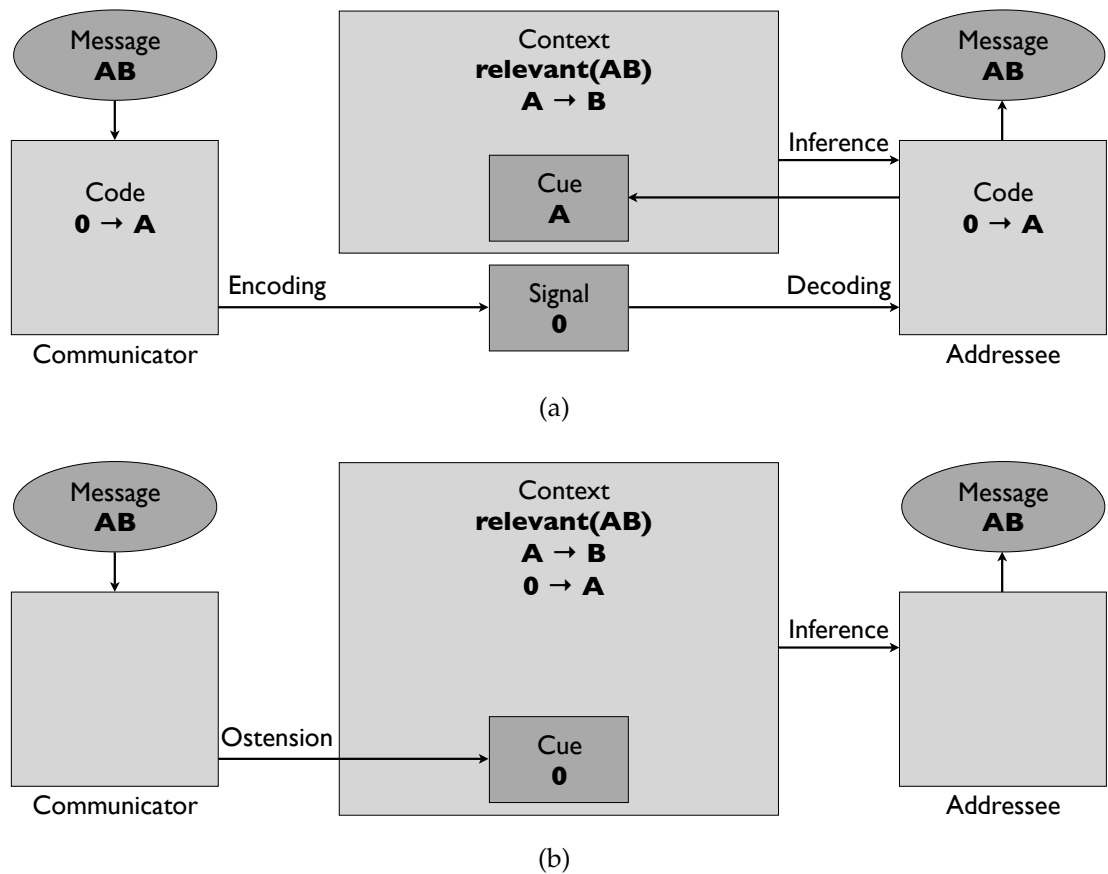 Message
AB
Context
relevant(AB)
A → B
Message
AB
Code
0 → A
Cue
A
Inference
Code
0 → A
Encoding
Signal
0
Decoding
Communicator
Addressee
(a)
Message
AB
Context
relevant(AB)
A → B
0 → A
Message
AB
Inference
Ostension
Cue
0
Communicator
Addressee
(b)